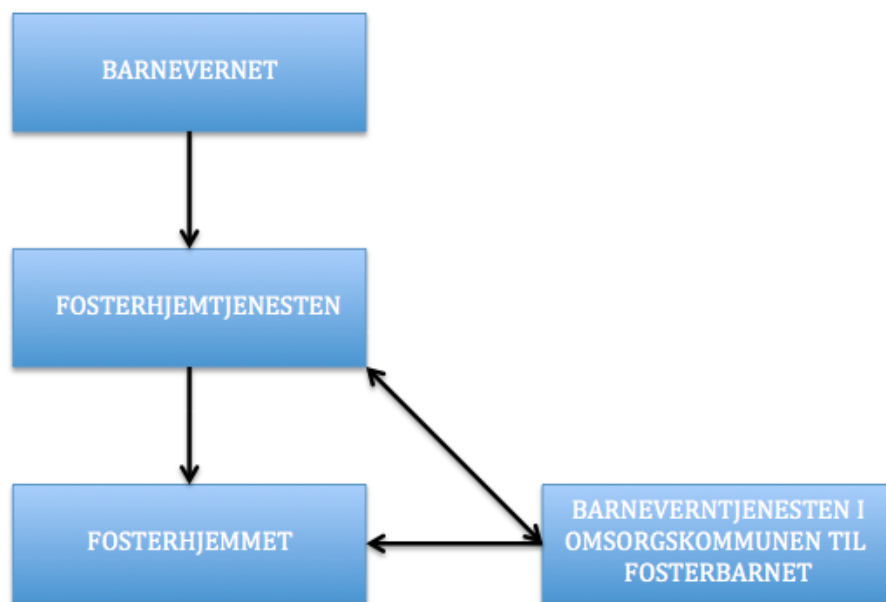 BARNEVERNET
FOSTERHJEMTJENESTEN
FOSTERHJEMMET
BARNEVERNTJENESTEN I
OMSORGSKOMMUNEN TIL
FOSTERBARNET